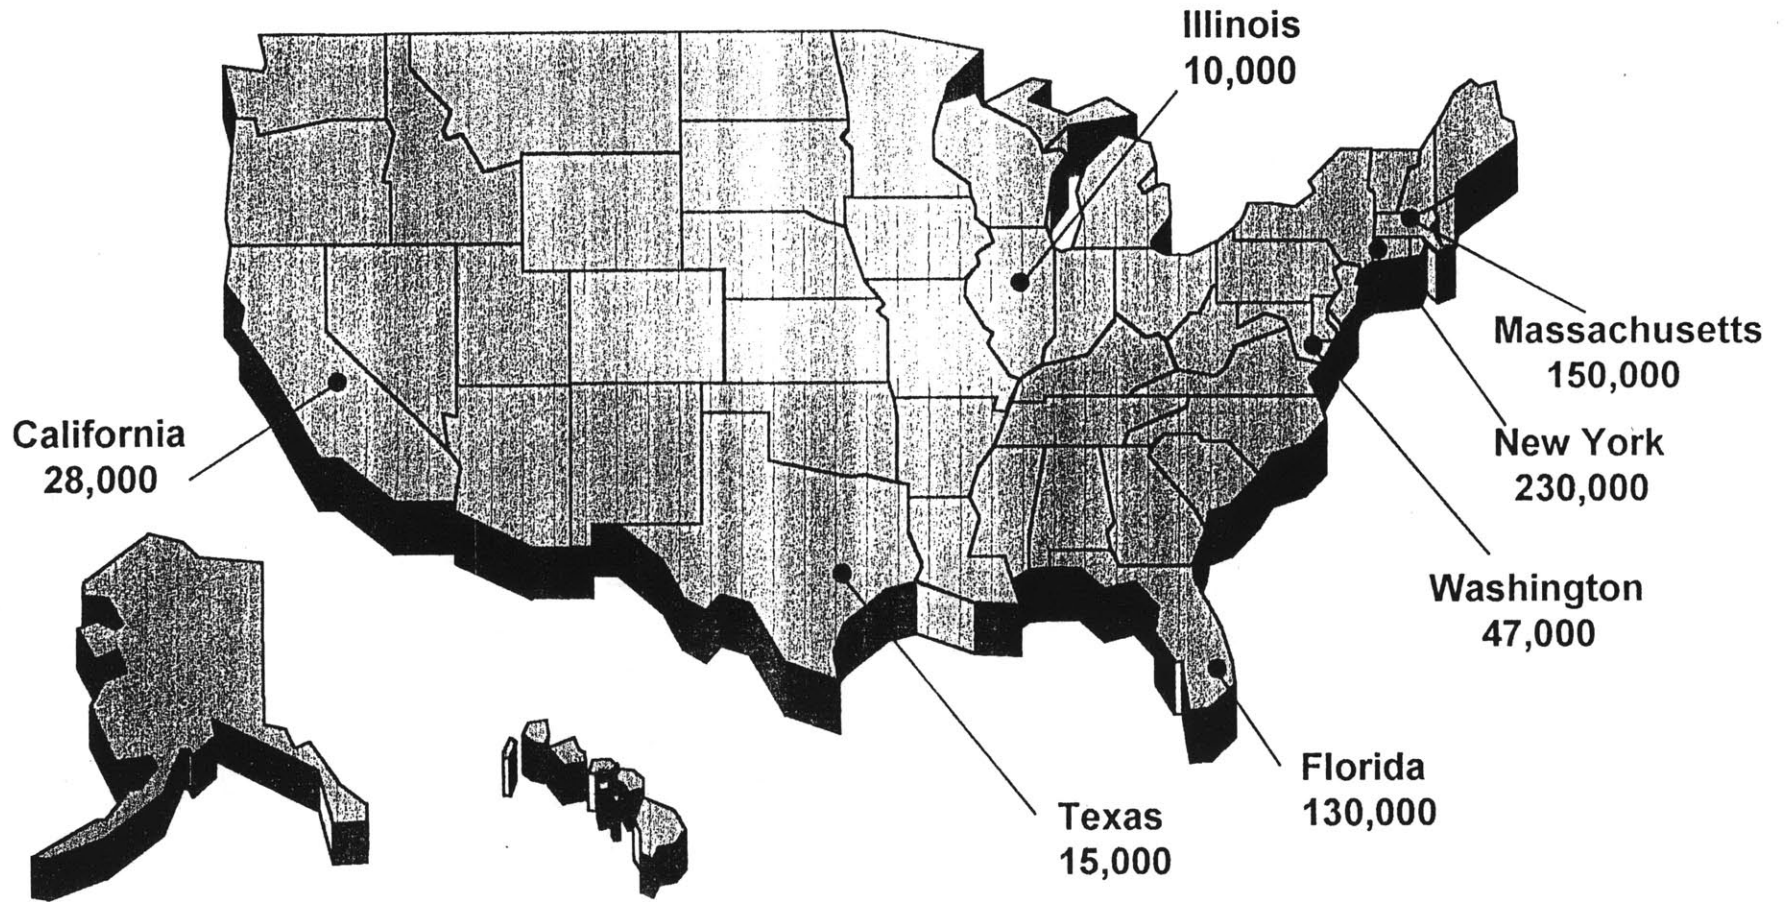 Illinois
10,000
Massachusetts
150,000
California
28,000
New York
230,000
Washington
47,000
Florida
130,000
Texas
15,000